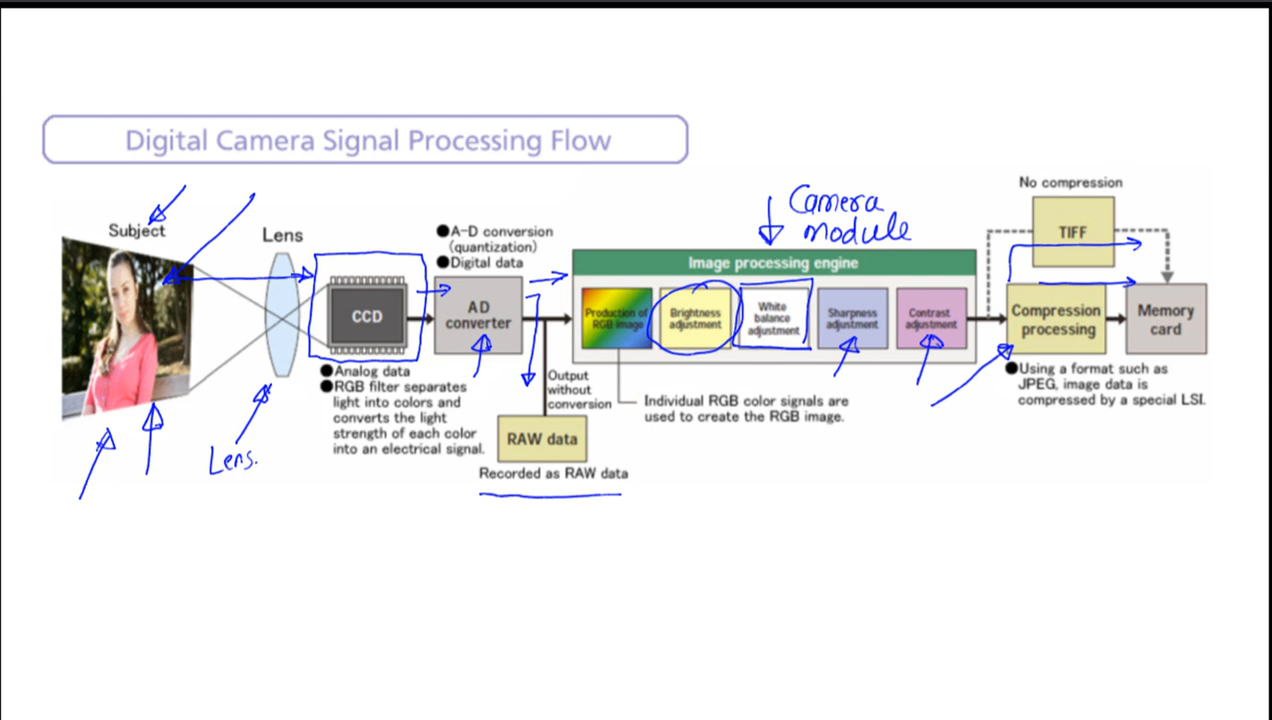 Digital Camera Signal Processing Flow
Subject
Lens
Lens.
CCD
●Analog data
●RGB filter separates
light into colors and
converts the light
strength of each color
into an electrical signal.
●A-D conversion
(quantization)
●Digital data
AD
converter
Output
without
conversion
RAW data
Recorded as RAW data
Camera
module
Image processing engine
Production of
RGB image
Brightness
adjustment
White
balance
adjustment
Sharpness
adjustment
Contrast
adjustment
Individual RGB color signals are
used to create the RGB image.
No compression
TIFF
Compression
processing
Memory
card
●Using a format such as
JPEG, image data is
compressed by a special LSI.